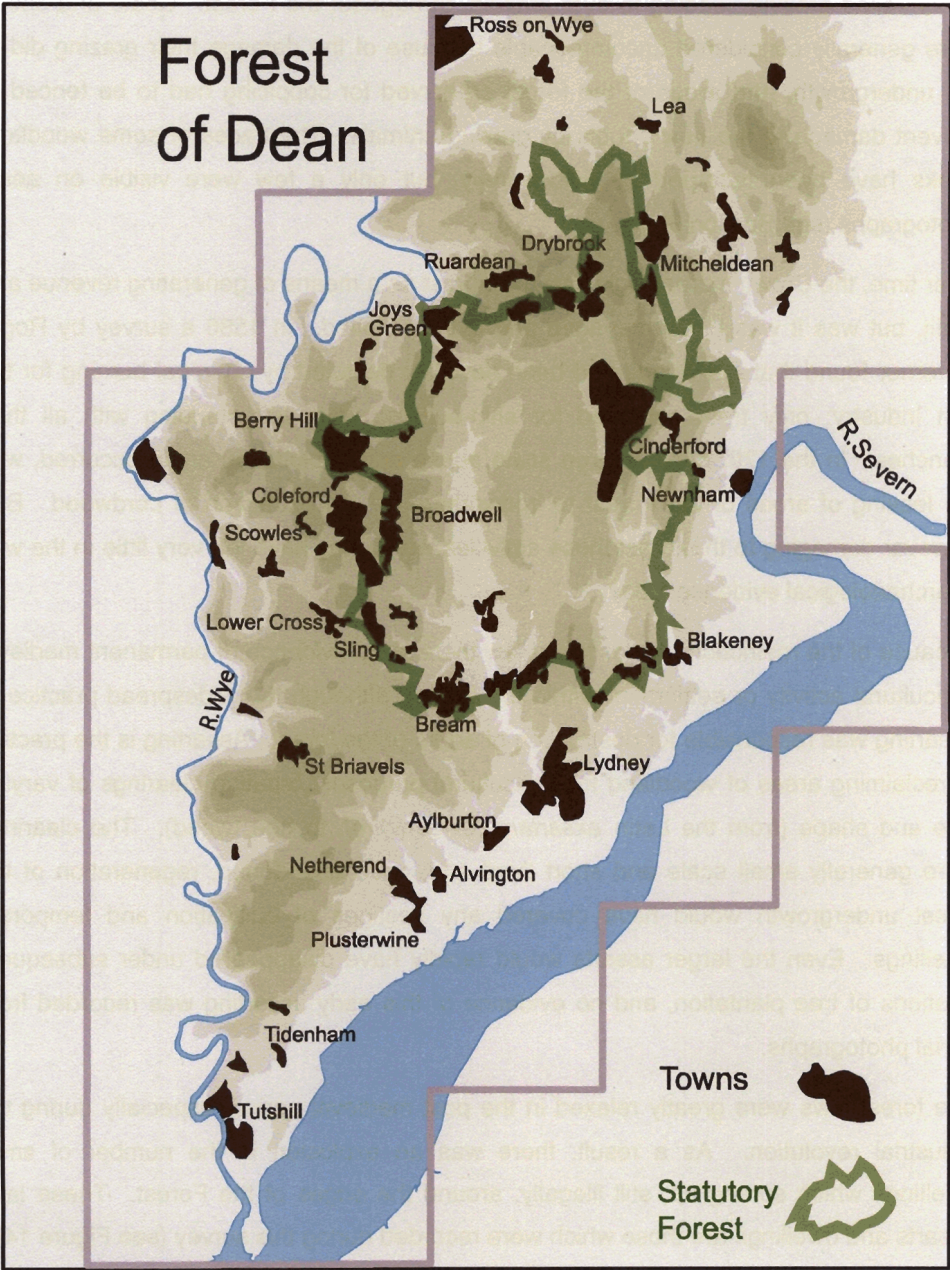 Forest
of Dean
Ross on Wye
Lea
Drybrook
Ruardean
Mitcheldean
Joys
Green
Berry Hill
Cinderford
R.Severn
Coleford
Newnham
Broadwell
Scowles
Lower Cross
Sling
Blakeney
R.Wye
Bream
St Briavels
Lydney
Aylburton
Netherend
Alvington
Plusterwine
Tidenham
Towns
Tutshill
Statutory
Forest